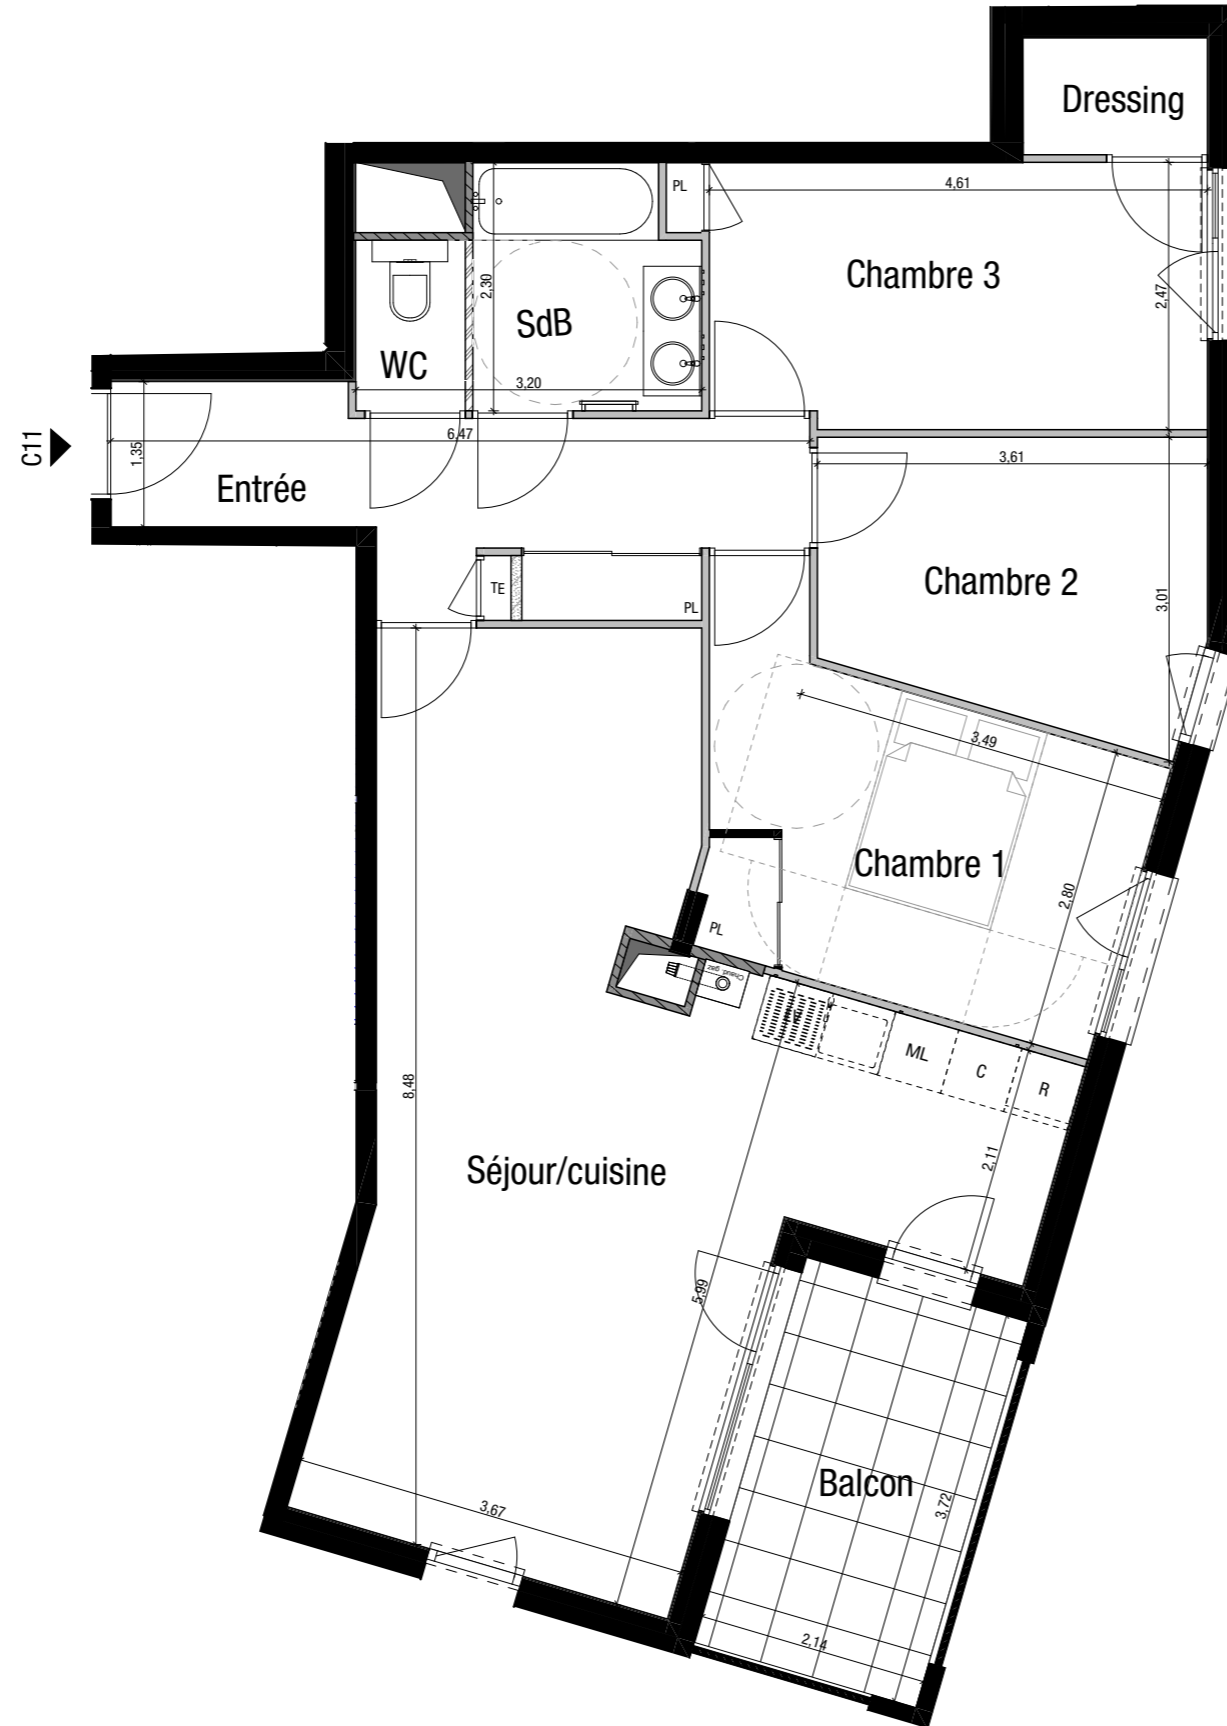 Dressing
PL
4,61
Chambre 3
2,47
2,30
SdB
WC
3,20
C11
1,35
6,47
Entrée
3,61
Chambre 2
3,01
TE
PL
3,49
Chambre 1
2,80
PL
Chaud. gaz
ML
C
R
8,48
Séjour/cuisine
2,11
5,99
Balcon
3,72
3,67
2,14